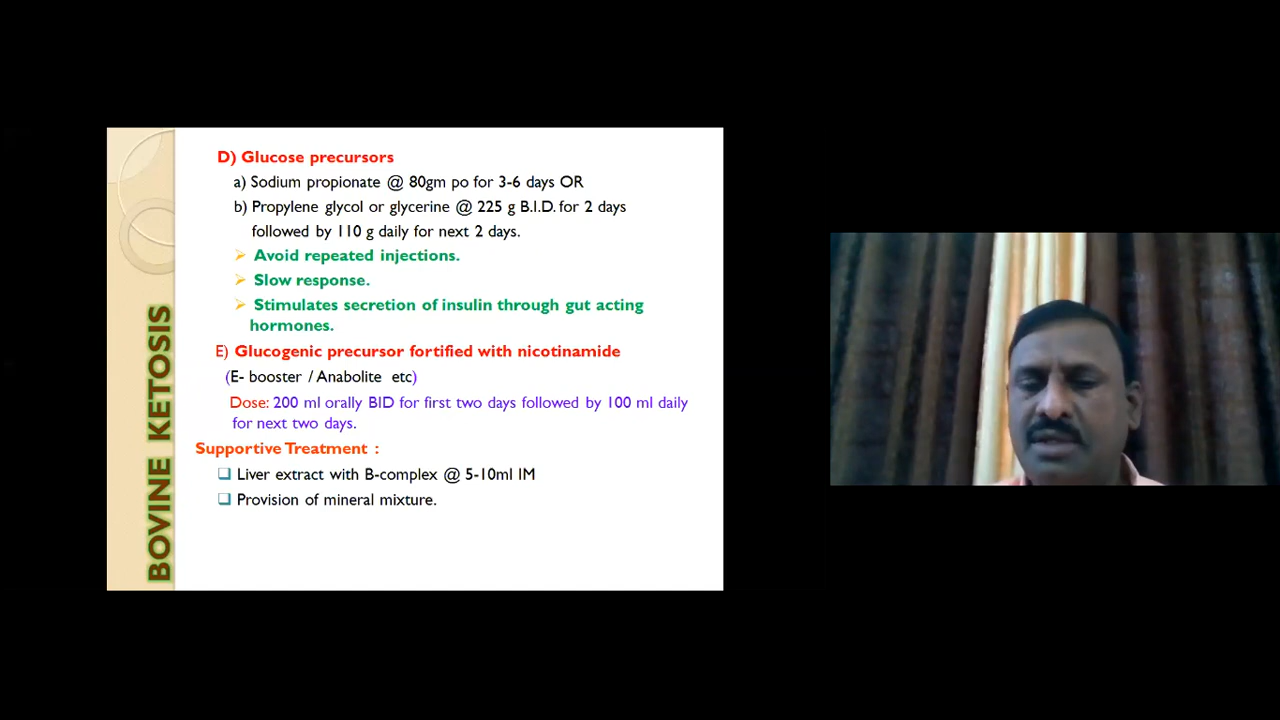 BOVINE KETOSIS
D) Glucose precursors
a) Sodium propionate @ 80gm po for 3-6 days OR
b) Propylene glycol or glycerine @ 225 g B.I.D. for 2 days
followed by 110 g daily for next 2 days.
Avoid repeated injections.
Slow response.
Stimulates secretion of insulin through gut acting
hormones.
E) Glucogenic precursor fortified with nicotinamide
(E- booster / Anabolite etc)
Dose: 200 ml orally BID for first two days followed by 100 ml daily
for next two days.
Supportive Treatment :
Liver extract with B-complex @ 5-10ml IM
Provision of mineral mixture.